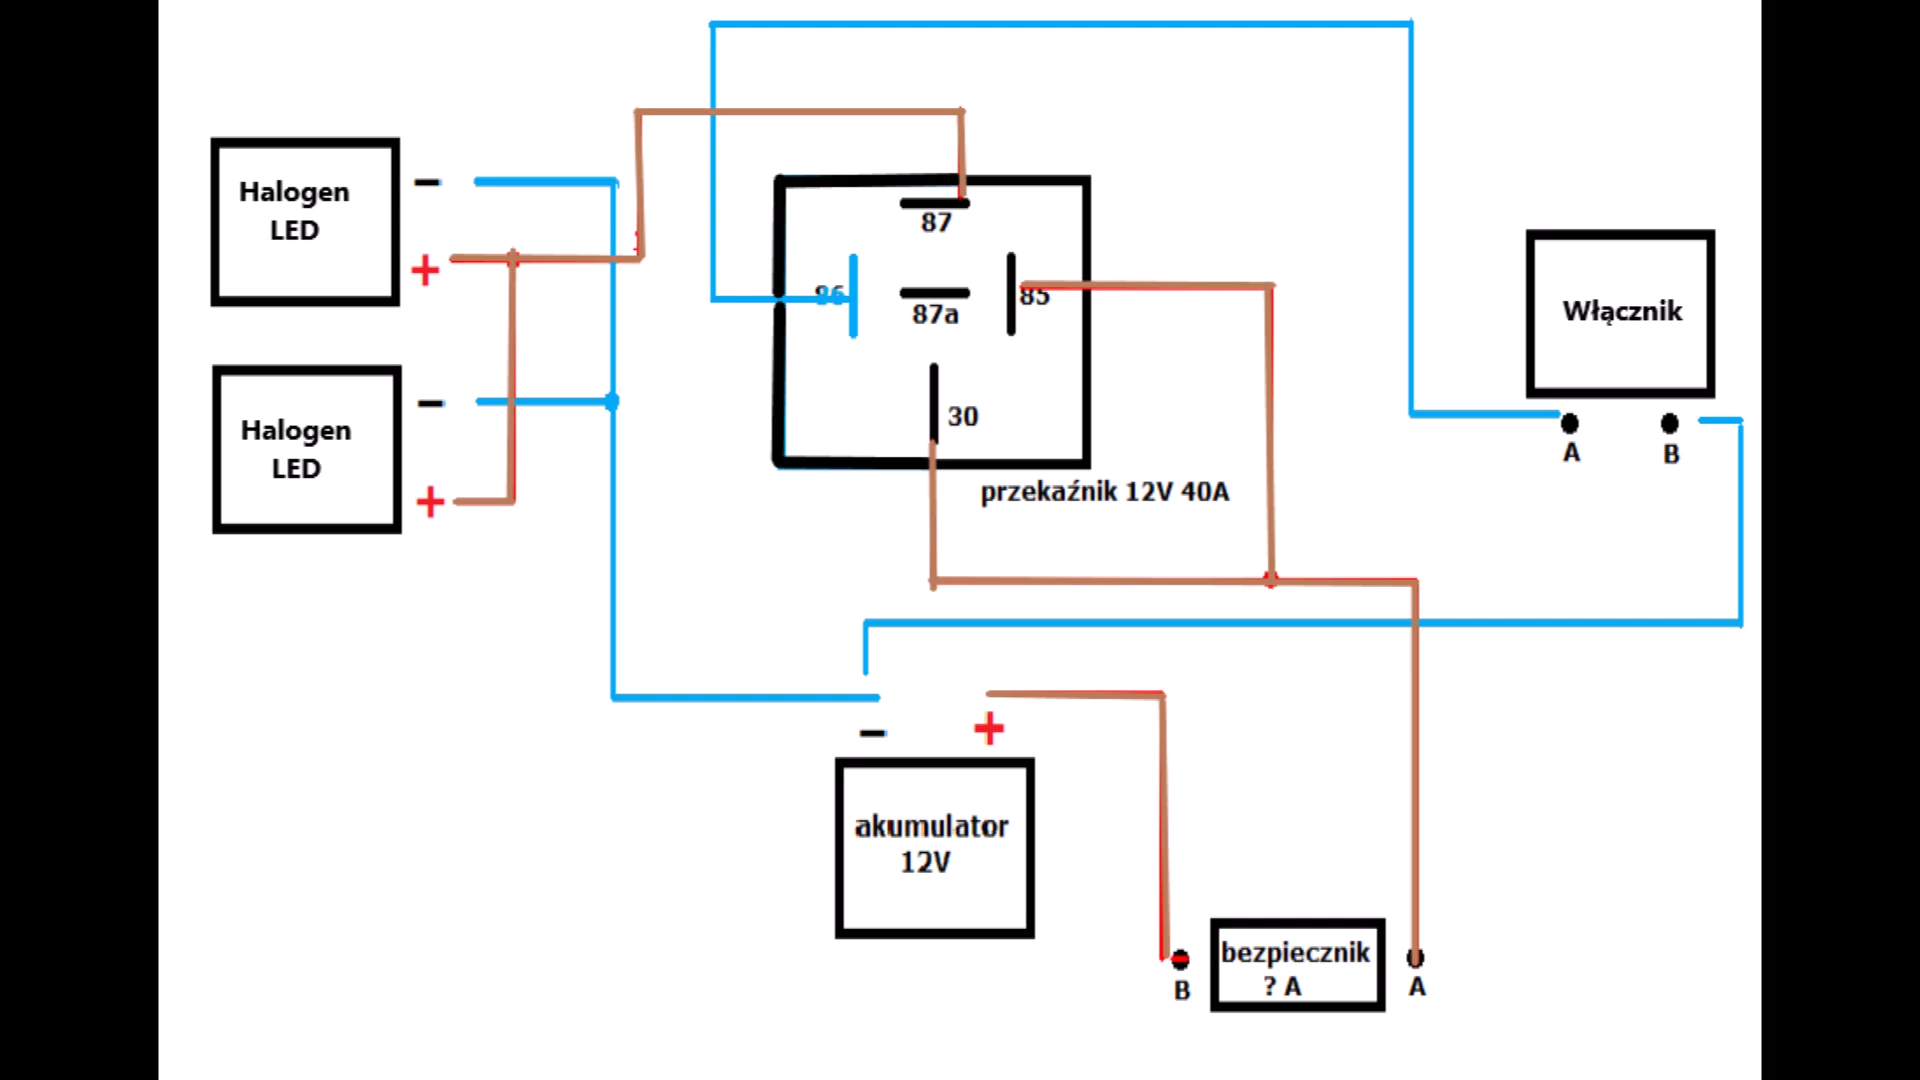 Halogen
LED
−
+
Halogen
LED
−
+
87
86
87a
85
30
przekaźnik 12V 40A
Włącznik
A
B
−
+
akumulator
12V
bezpiecznik
? A
B
A